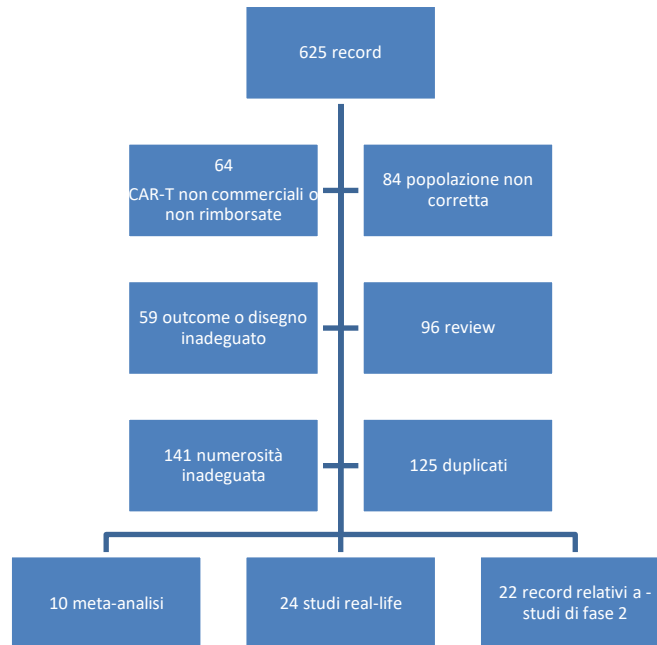 625 record
64
CAR-T non commerciali o
non rimborsate
84 popolazione non
corretta
59 outcome o disegno
inadeguato
96 review
141 numerosità
inadeguata
125 duplicati
10 meta-analisi
24 studi real-life
22 record relativi a -
studi di fase 2